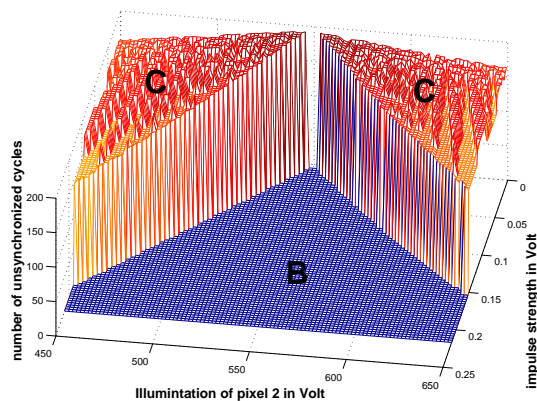 C
C
B
number of unsynchronized cycles
200
150
100
50
0
450
500
550
600
650
Illumintation of pixel 2 in Volt
0
0.05
0.1
0.15
0.2
0.25
impulse strength in Volt